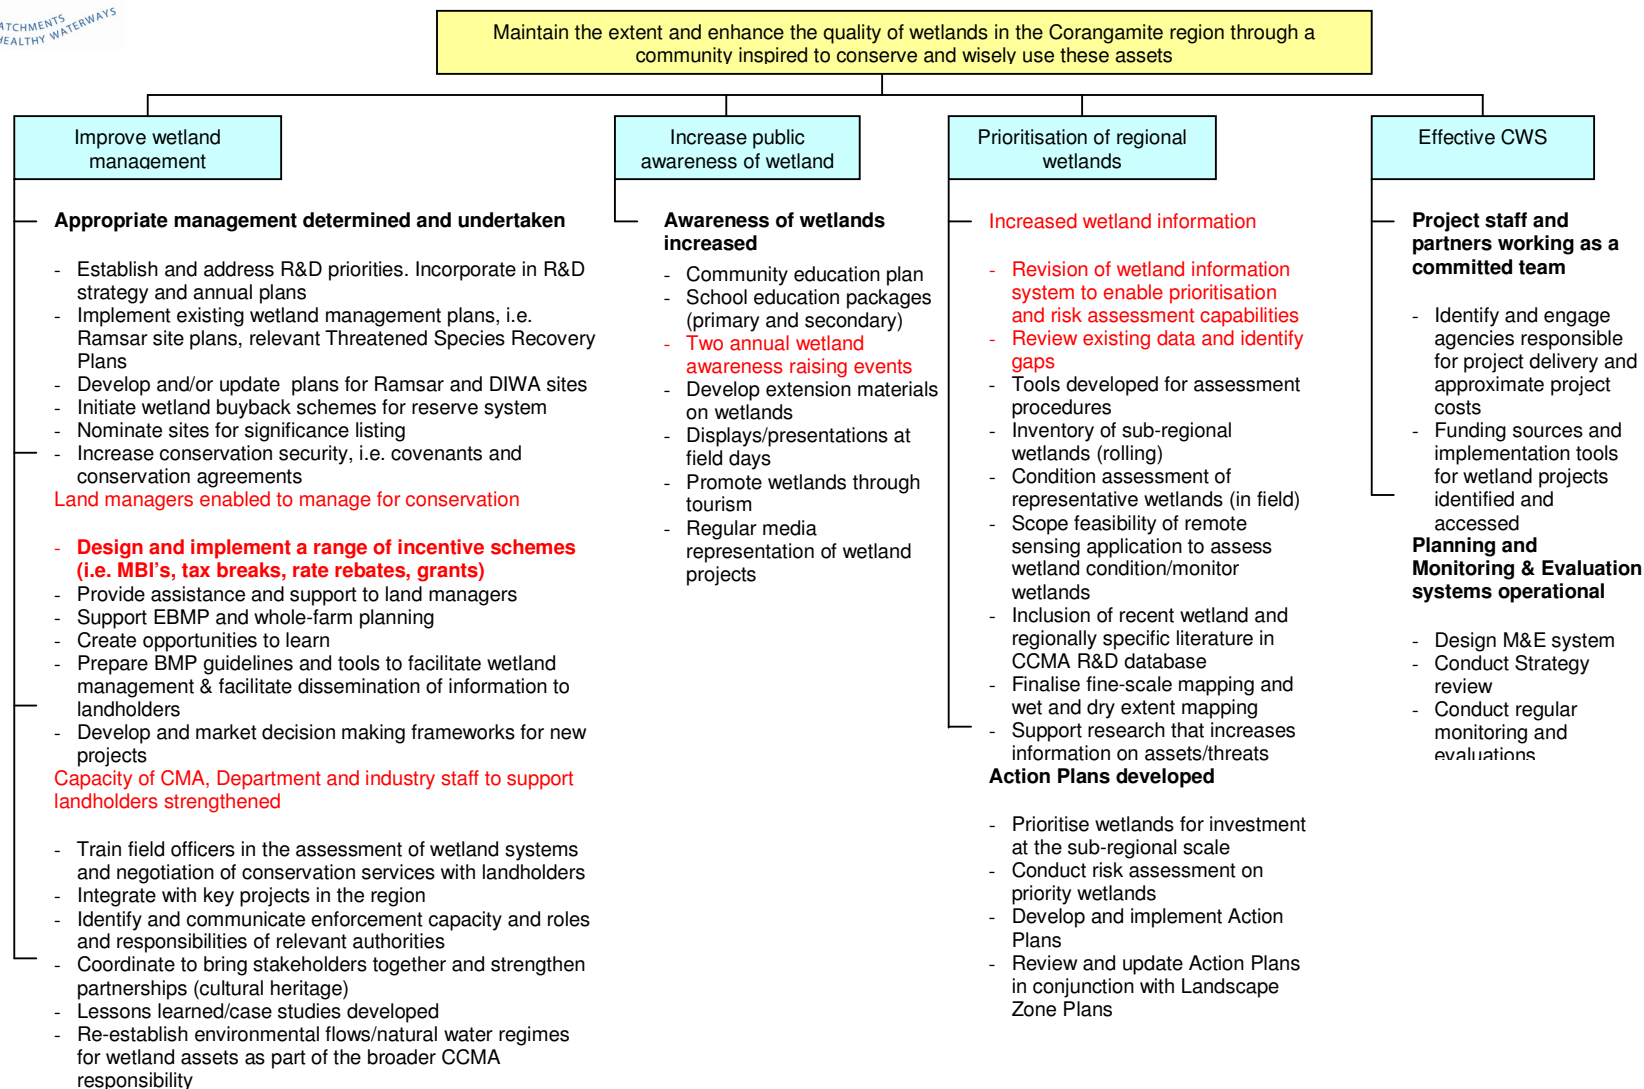 ATCHMENTS
HEALTHY WATERWAYS
Maintain the extent and enhance the quality of wetlands in the Corangamite region through a
community inspired to conserve and wisely use these assets
Improve wetland
management
Increase public
awareness of wetland
Prioritisation of regional
wetlands
Effective CWS
Appropriate management determined and undertaken
- Establish and address R&D priorities. Incorporate in R&D
strategy and annual plans
- Implement existing wetland management plans, i.e.
Ramsar site plans, relevant Threatened Species Recovery
Plans
- Develop and/or update plans for Ramsar and DIWA sites
- Initiate wetland buyback schemes for reserve system
- Nominate sites for significance listing
- Increase conservation security, i.e. covenants and
conservation agreements
Land managers enabled to manage for conservation
- Design and implement a range of incentive schemes
(i.e. MBI's, tax breaks, rate rebates, grants)
- Provide assistance and support to land managers
- Support EBMP and whole-farm planning
- Create opportunities to learn
- Prepare BMP guidelines and tools to facilitate wetland
management & facilitate dissemination of information to
landholders
- Develop and market decision making frameworks for new
projects
Capacity of CMA, Department and industry staff to support
landholders strengthened
- Train field officers in the assessment of wetland systems
and negotiation of conservation services with landholders
- Integrate with key projects in the region
- Identify and communicate enforcement capacity and roles
and responsibilities of relevant authorities
- Coordinate to bring stakeholders together and strengthen
partnerships (cultural heritage)
- Lessons learned/case studies developed
- Re-establish environmental flows/natural water regimes
for wetland assets as part of the broader CCMA
responsibility
Awareness of wetlands
increased
- Community education plan
- School education packages
(primary and secondary)
- Two annual wetland
awareness raising events
- Develop extension materials
on wetlands
- Displays/presentations at
field days
- Promote wetlands through
tourism
- Regular media
representation of wetland
projects
Increased wetland information
- Revision of wetland information
system to enable prioritisation
and risk assessment capabilities
- Review existing data and identify
gaps
- Tools developed for assessment
procedures
- Inventory of sub-regional
wetlands (rolling)
- Condition assessment of
representative wetlands (in field)
- Scope feasibility of remote
sensing application to assess
wetland condition/monitor
wetlands
- Inclusion of recent wetland and
regionally specific literature in
CCMA R&D database
- Finalise fine-scale mapping and
wet and dry extent mapping
- Support research that increases
information on assets/threats
Action Plans developed
- Prioritise wetlands for investment
at the sub-regional scale
- Conduct risk assessment on
priority wetlands
- Develop and implement Action
Plans
- Review and update Action Plans
in conjunction with Landscape
Zone Plans
Project staff and
partners working as a
committed team
- Identify and engage
agencies responsible
for project delivery and
approximate project
costs
- Funding sources and
implementation tools
for wetland projects
identified and
accessed
Planning and
Monitoring & Evaluation
systems operational
- Design M&E system
- Conduct Strategy
review
- Conduct regular
monitoring and
evaluations